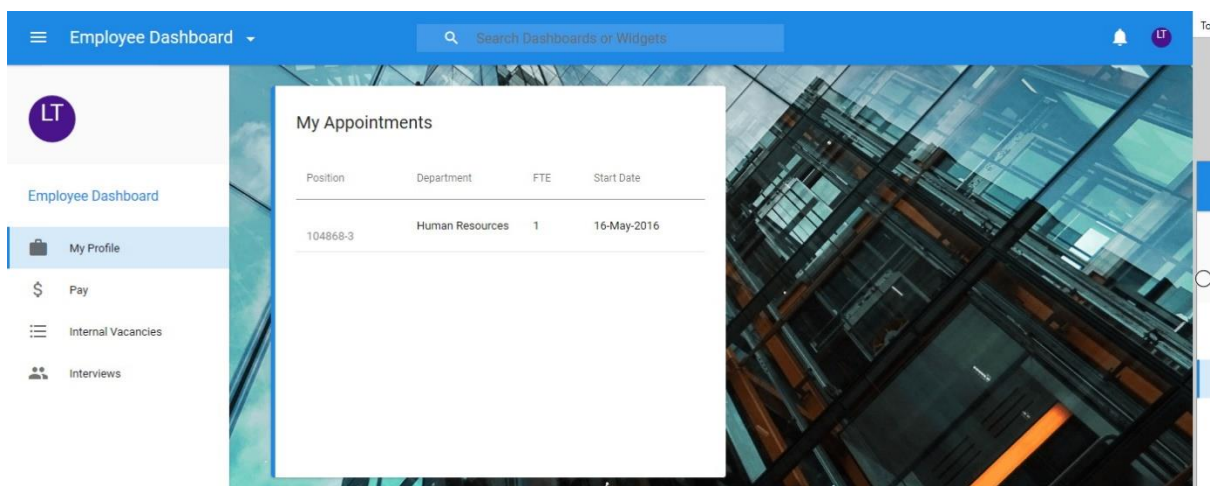 Employee Dashboard
Search Dashboards or Widgets
LT
To
LT
Employee Dashboard
My Profile
Pay
Internal Vacancies
Interviews
My Appointments
Position Department FTE Start Date
104868-3 Human Resources 1 16-May-2016